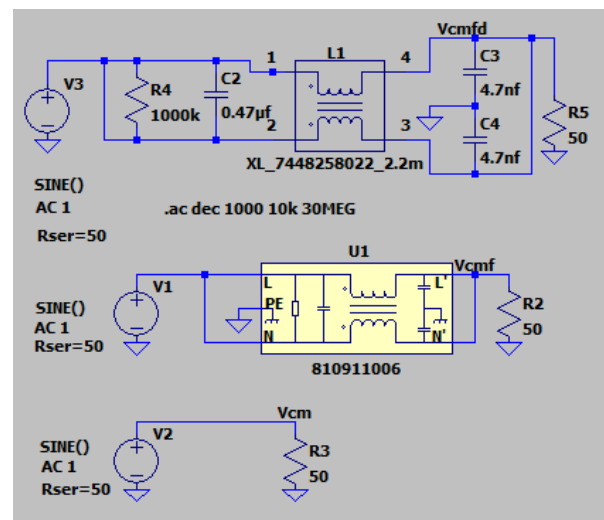 1
L1
4
Vcmfd
C3
V3
R4
C2
4.7nf
1000k
0.47µf
R5
2
3
C4
50
4.7nf
XL_7448258022_2.2m
SINE()
AC 1
.ac dec 1000 10k 30MEG
Rser=50
U1
V1
L
L'
Vcmf
SINE()
PE
R2
AC 1
50
Rser=50
N
N'
810911006
Vcm
V2
SINE()
R3
AC 1
50
Rser=50